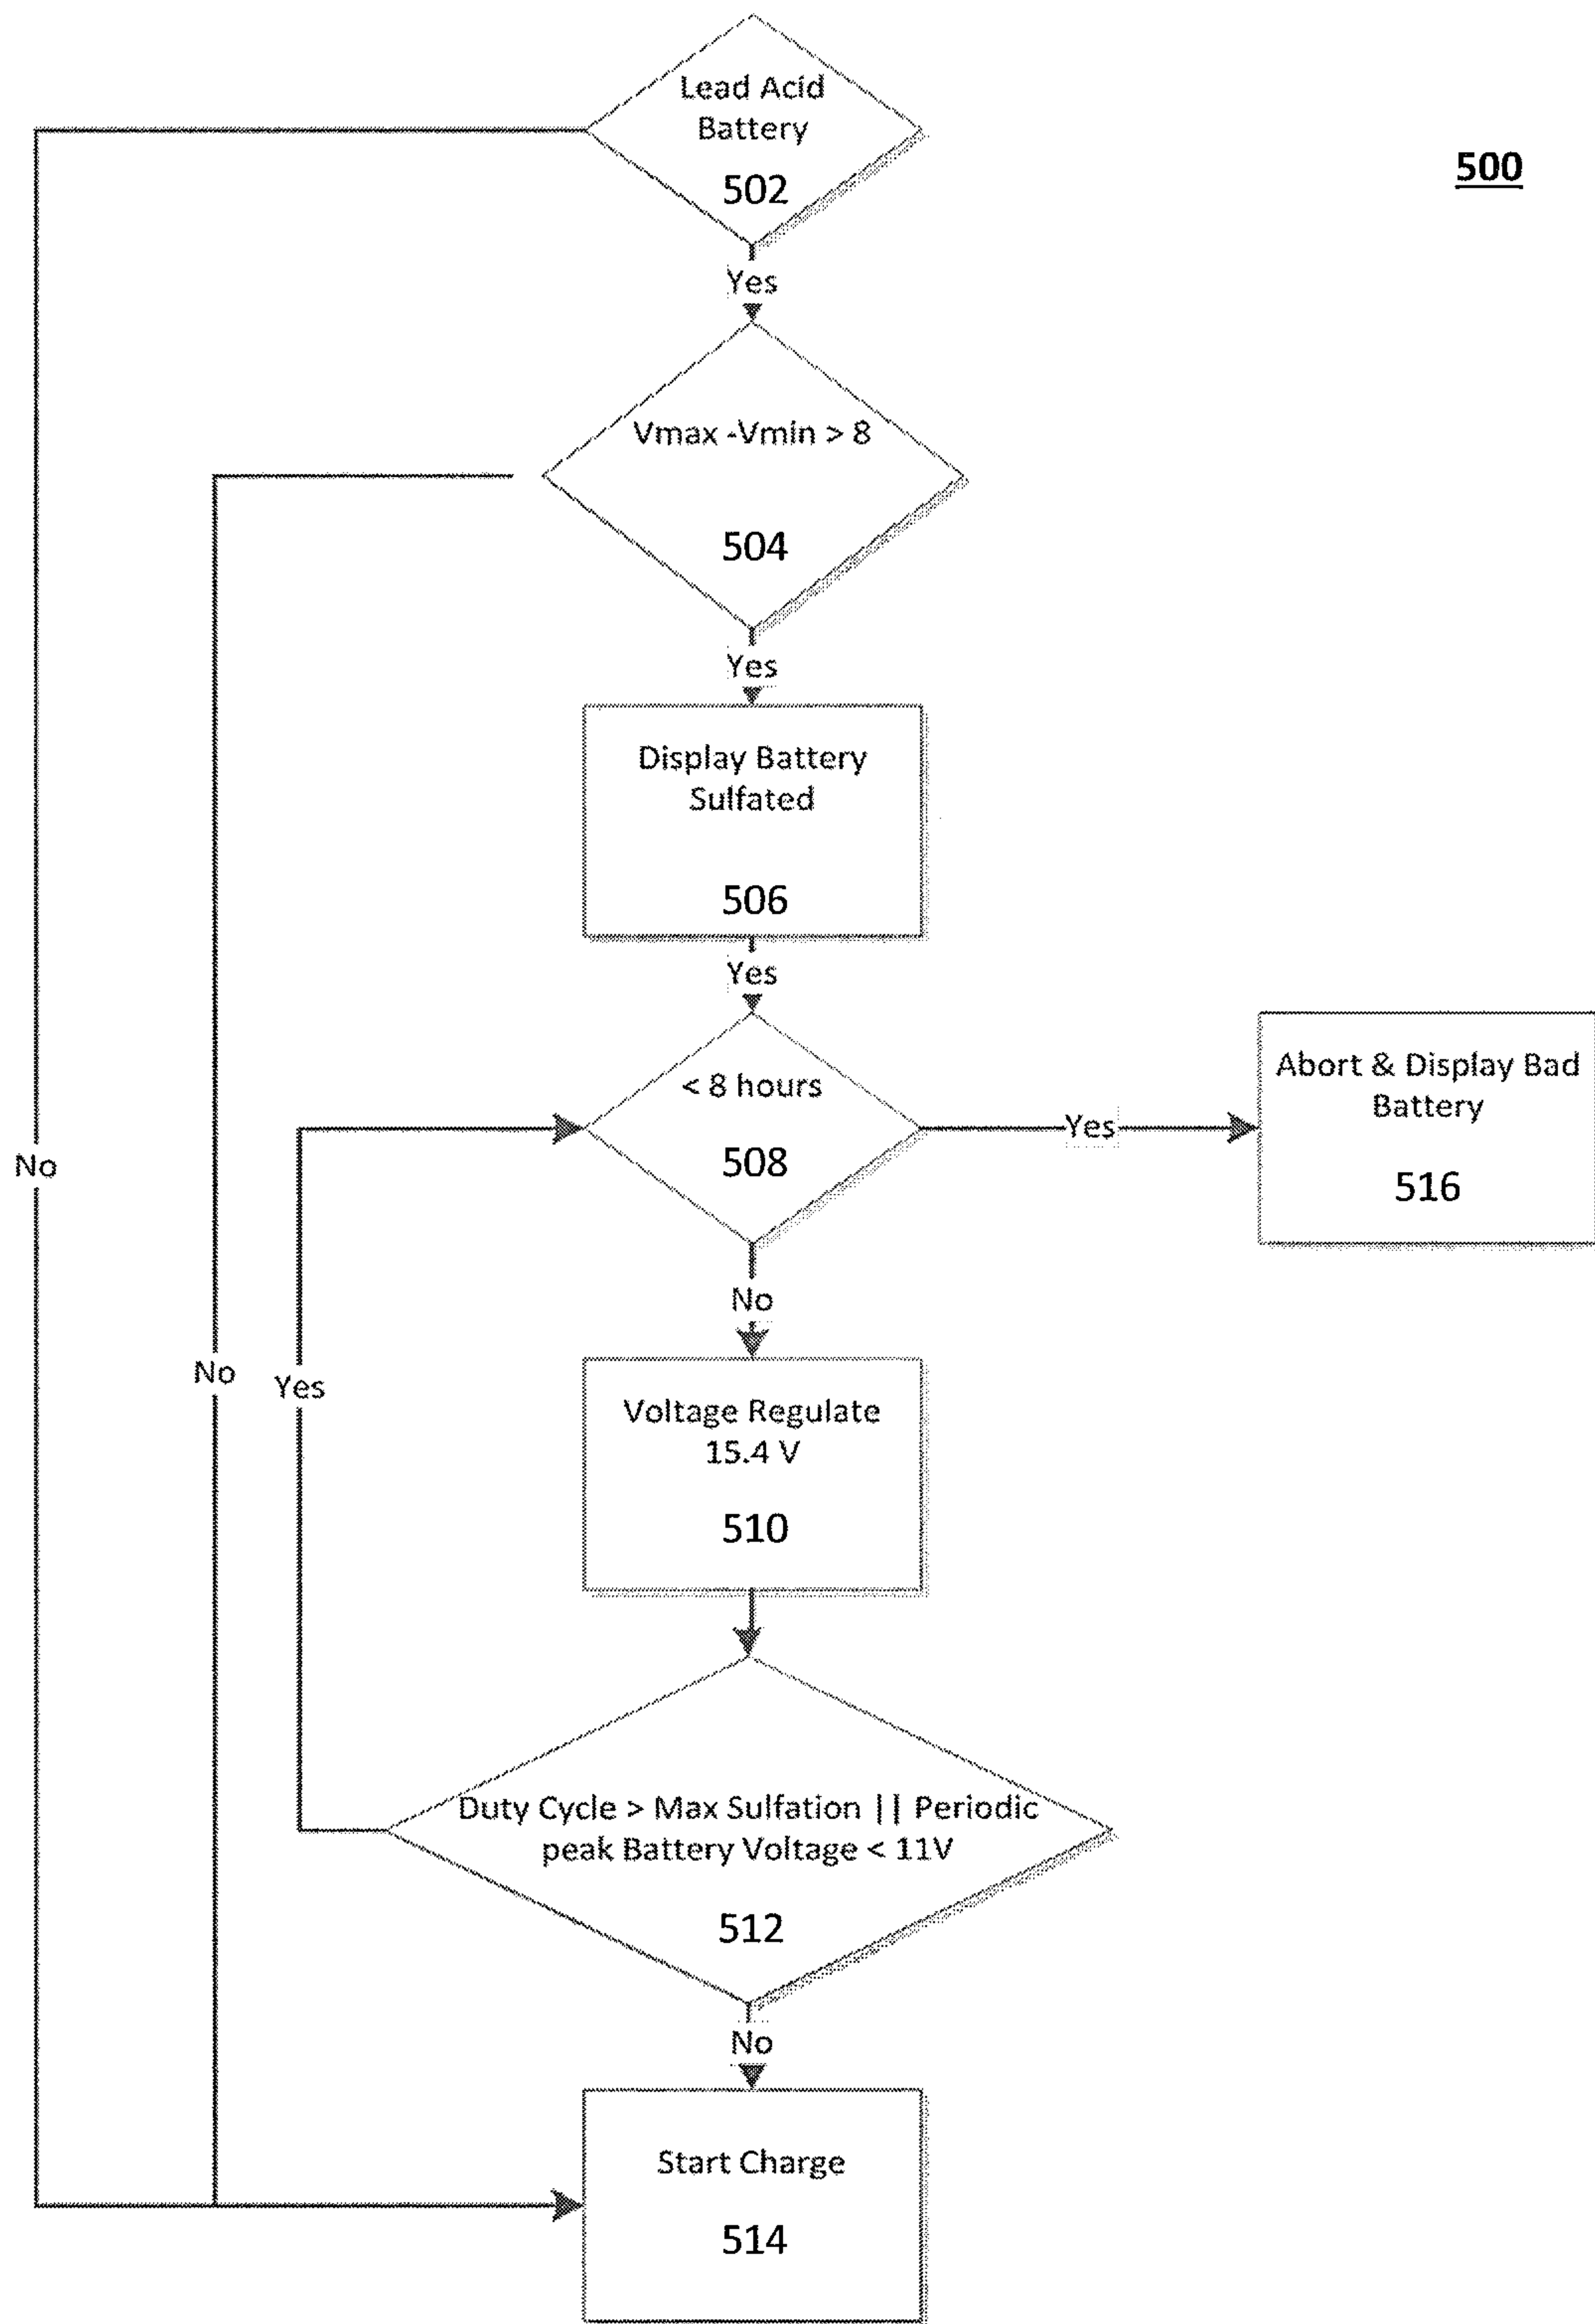 Lead Acid
Battery
502
500
Yes
Vmax -Vmin > 8
504
Yes
Display Battery
Sulfated
506
Yes
< 8 hours
508
Yes
Abort & Display Bad
Battery
516
No
No
Voltage Regulate
15.4 V
510
No
Yes
Duty Cycle > Max Sulfation || Periodic
peak Battery Voltage < 11V
512
No
Start Charge
514